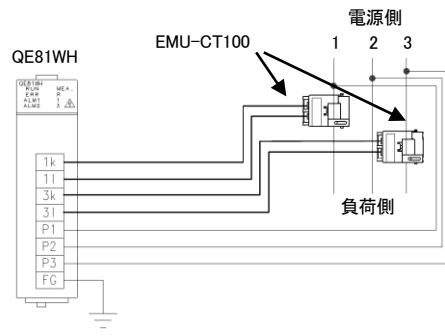 電源側
EMU-CT100
1 2 3
QE81WH
QE81WH
RUN MEA.
ERR R
ALM1 1
ALM2 3
1k
1l
3k
3l
負荷側
P1
P2
P3
FG